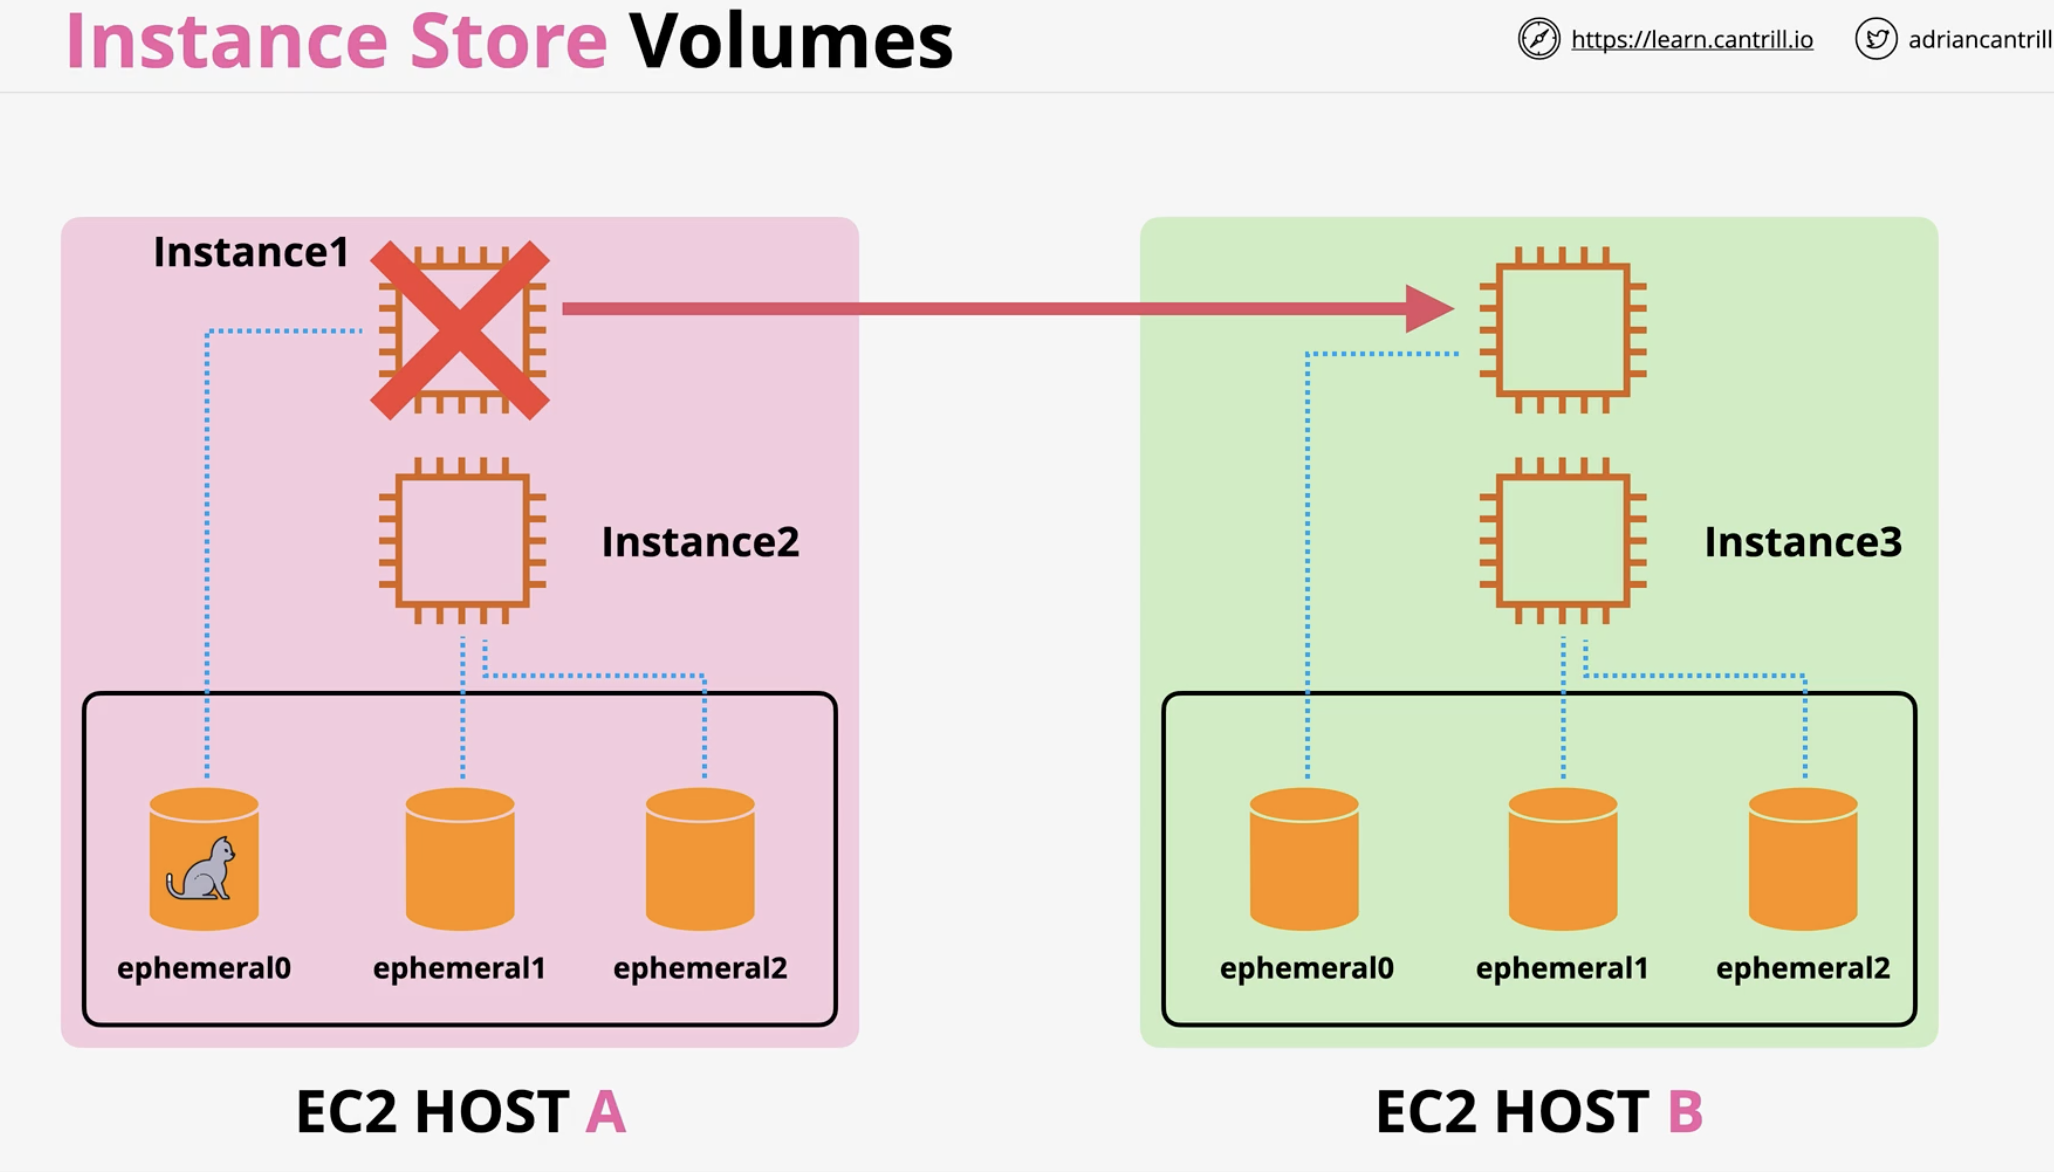 Instance Store Volumes
https://learn.cantrill.io
adriancantrill
Instance1
Instance2
ephemeral0
ephemeral1
ephemeral2
EC2 HOST A
Instance3
ephemeral0
ephemeral1
ephemeral2
EC2 HOST B